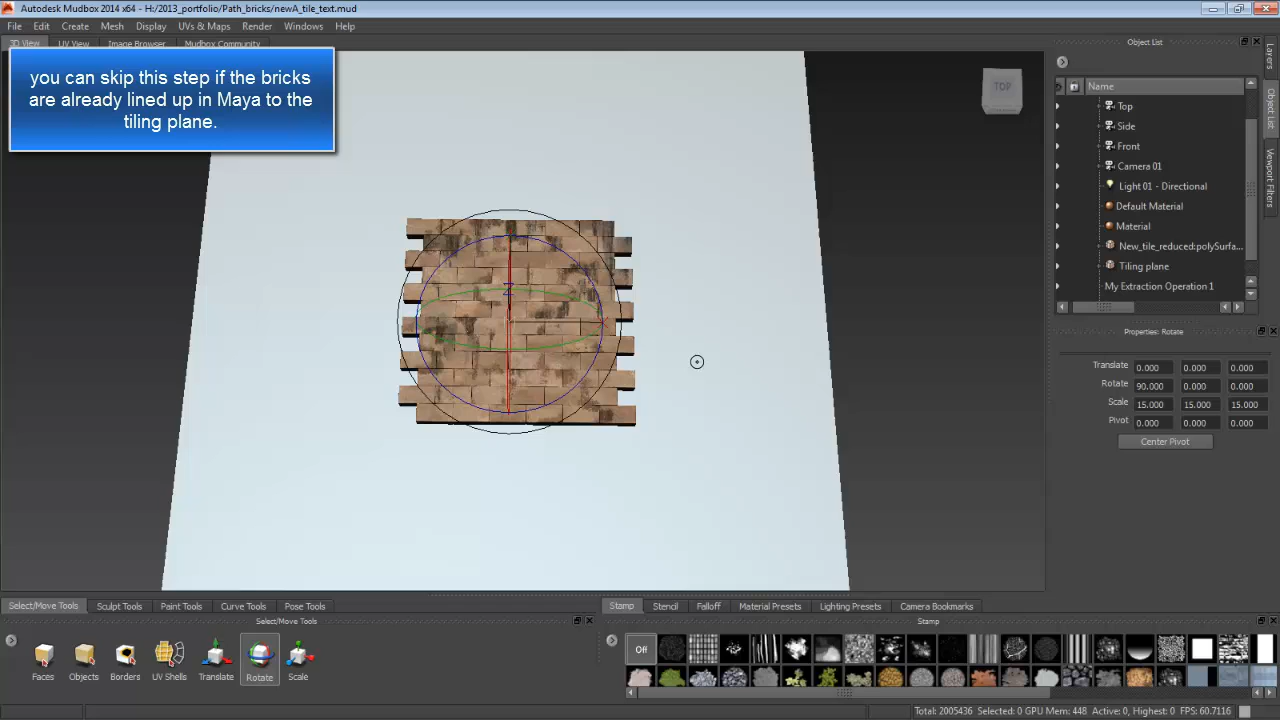 Autodesk Mudbox 2014 x64 - H:/2013_portfolio/Path_bricks/newA_tile_text.mud
File Edit Create Mesh Display UVs & Maps Render Windows Help
3D View UV View Image Browser Mudbox Community
you can skip this step if the bricks
are already lined up in Maya to the
tiling plane.
TOP
Object List
Name
Top
Side
Front
Camera 01
Light 01 - Directional
Default Material
Material
New_tile_reduced:polySurfa...
Tiling plane
My Extraction Operation 1
Layers
Object List
Viewport Filters
Properties: Rotate
Translate 0.000 0.000 0.000
Rotate 90.000 0.000 0.000
Scale 15.000 15.000 15.000
Pivot 0.000 0.000 0.000
Center Pivot
Z
Select/Move Tools Sculpt Tools Paint Tools Curve Tools Pose Tools
Select/Move Tools
Faces Objects Borders UV Shells Translate Rotate Scale
Stamp Stencil Falloff Material Presets Lighting Presets Camera Bookmarks
Stamp
Off
Total: 2005436 Selected: 0 GPU Mem: 448 Active: 0, Highest: 0 FPS: 60.7116